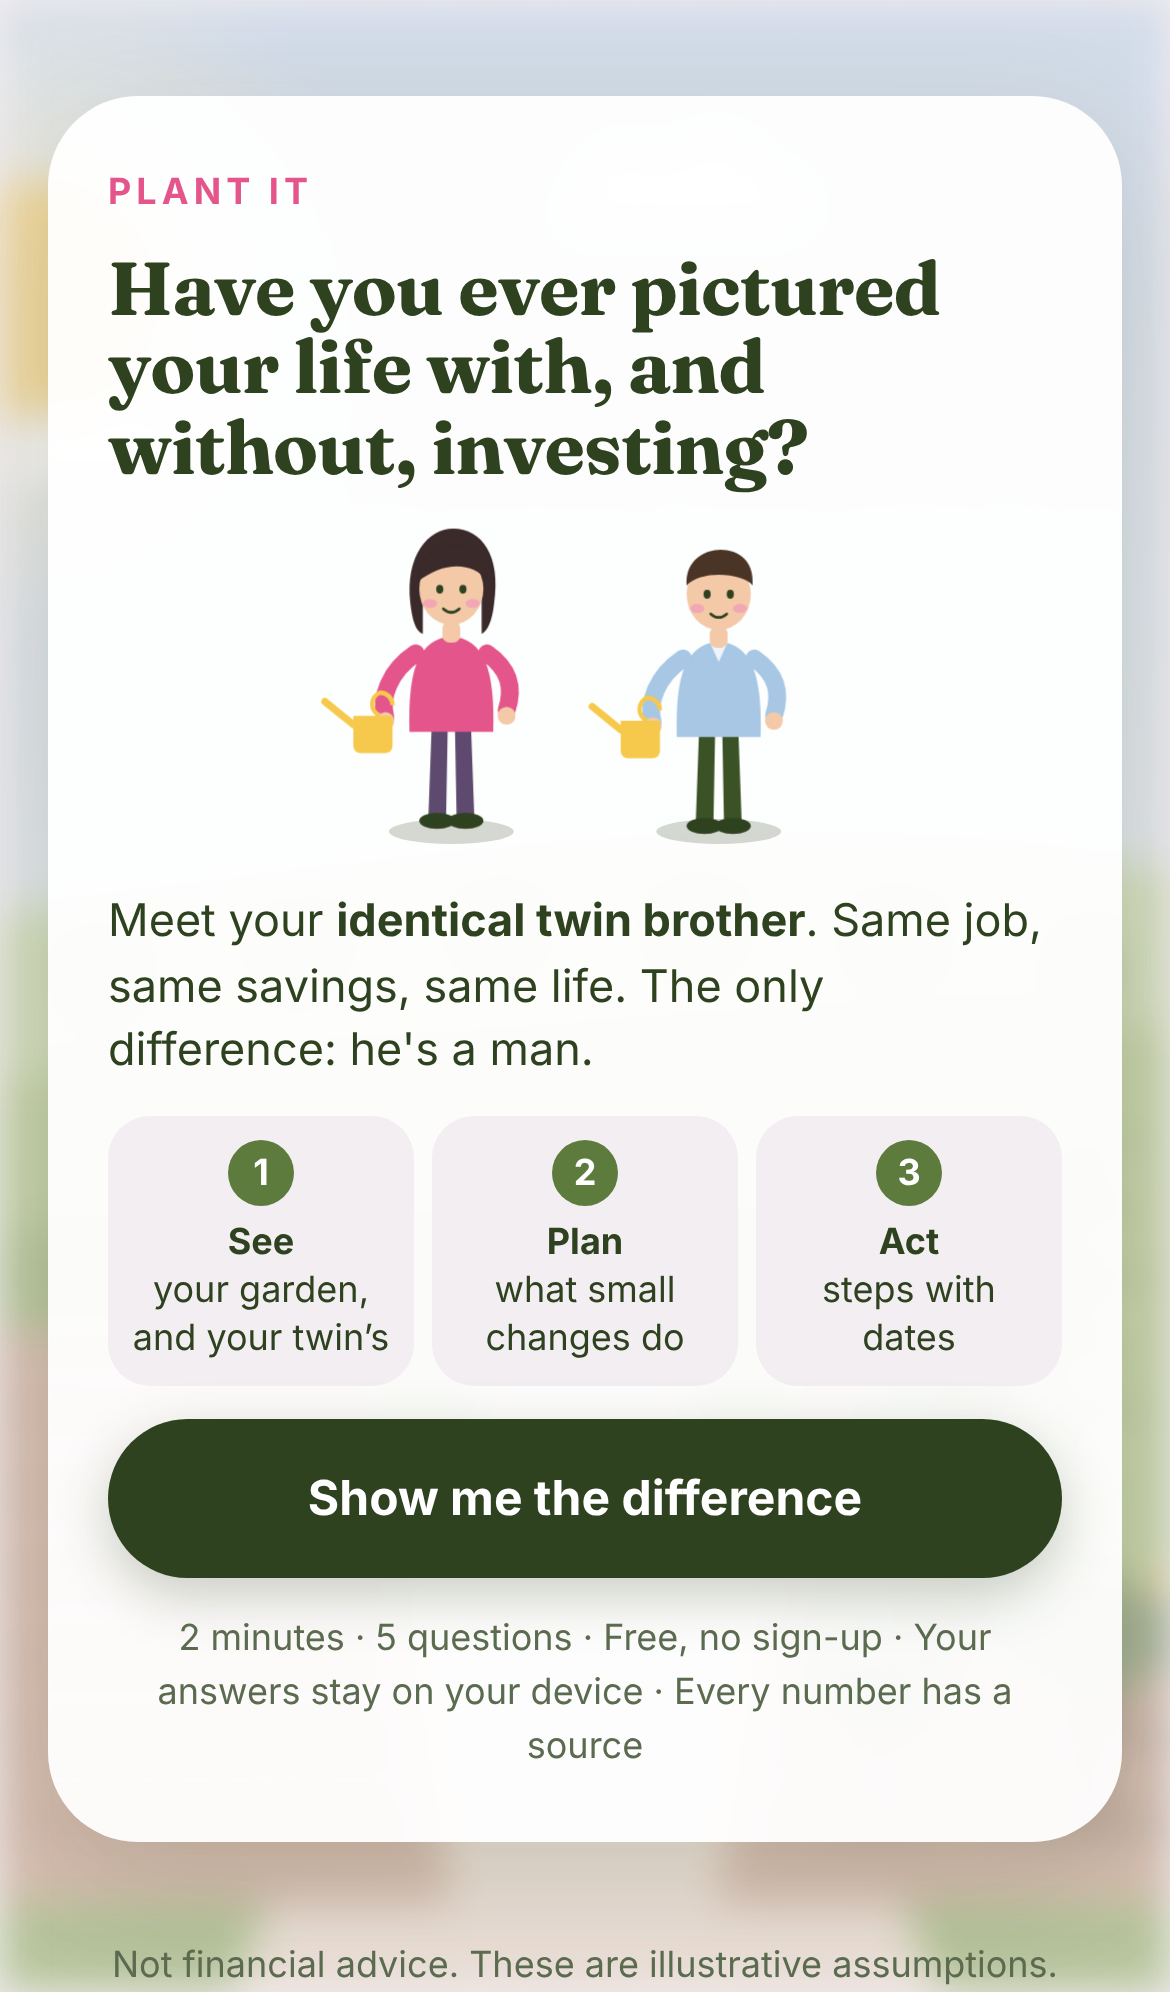 PLANT IT
Have you ever pictured
your life with, and
without, investing?
Meet your identical twin brother. Same job,
same savings, same life. The only
difference: he's a man.
1
See
your garden,
and your twin’s
2
Plan
what small
changes do
3
Act
steps with
dates
Show me the difference
2 minutes · 5 questions · Free, no sign-up · Your
answers stay on your device · Every number has a
source
Not financial advice. These are illustrative assumptions.